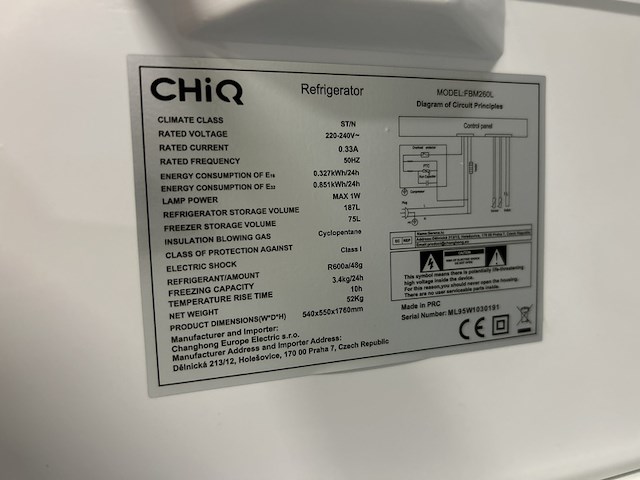 CHiQ Refrigerator
CLIMATE CLASS ST/N
RATED VOLTAGE 220-240V~
RATED CURRENT 0.33A
RATED FREQUENCY 50HZ
ENERGY CONSUMPTION OF E16 0.327kWh/24h
ENERGY CONSUMPTION OF E32 0.851kWh/24h
LAMP POWER MAX 1W
REFRIGERATOR STORAGE VOLUME 187L
FREEZER STORAGE VOLUME 75L
INSULATION BLOWING GAS Cyclopentane
CLASS OF PROTECTION AGAINST
ELECTRIC SHOCK Class I
REFRIGERANT/AMOUNT R600a/48g
FREEZING CAPACITY 3.4kg/24h
TEMPERATURE RISE TIME 10h
NET WEIGHT 52Kg
PRODUCT DIMENSIONS(W*D*H) 540x550x1760mm
Manufacturer and Importer:
Changhong Europe Electric s.r.o.
Manufacturer Address and Importer Address:
Dělnická 213/12, Holešovice, 170 00 Praha 7, Czech Republic
MODEL:FBM260L
Diagram of Circuit Principles
Control panel
PTC
Compressor
Plug
CAUTION
This symbol means there is potentially life-threatening
high voltage inside the device.
For this reason,you should never open the housing.
There are no user serviceable parts inside.
Made in PRC
Serial Number: ML95W1030191
CE